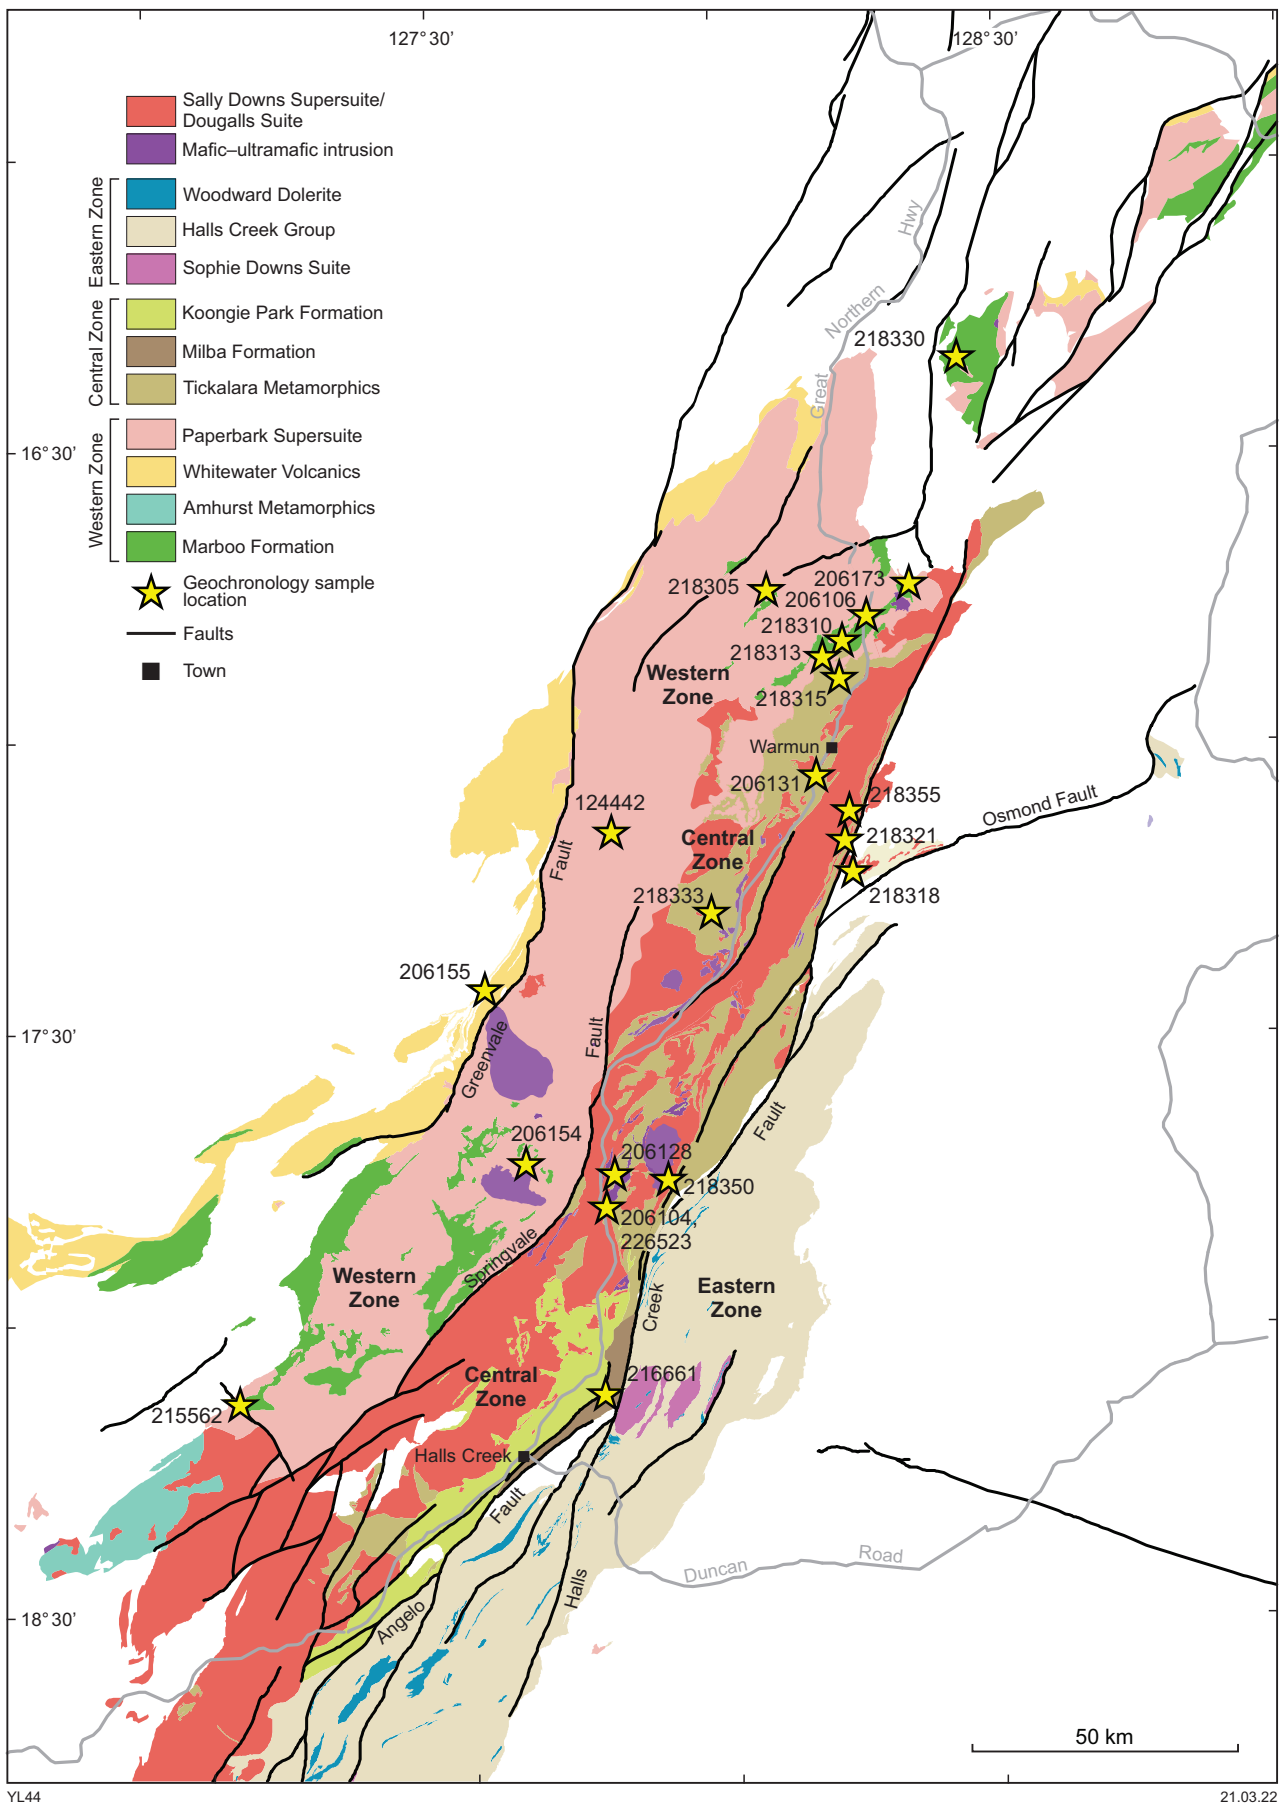 127°30’
128°30’
Sally Downs Supersuite/
Dougalls Suite
Mafic–ultramafic intrusion
Eastern Zone
Woodward Dolerite
Halls Creek Group
Sophie Downs Suite
Central Zone
Koongie Park Formation
Milba Formation
Tickalara Metamorphics
Western Zone
Paperbark Supersuite
Whitewater Volcanics
Amhurst Metamorphics
Marboo Formation
Geochronology sample
location
Faults
Town
Great
Northern
Hwy
218330
16°30’
218305
206173
206106
218310
218313
218315
Western
Zone
Warmun
206131
124442
218355
218321
218318
Osmond Fault
Central
Zone
Fault
218333
206155
17°30’
Greenvale
Fault
Fault
206154
206128
218350
206104,
226523
Springvale
Western
Zone
Eastern
Zone
Creek
Central
Zone
216661
215562
Halls Creek
Fault
Duncan
Road
Halls
Angelo
18°30’
50 km
YL44
21.03.22